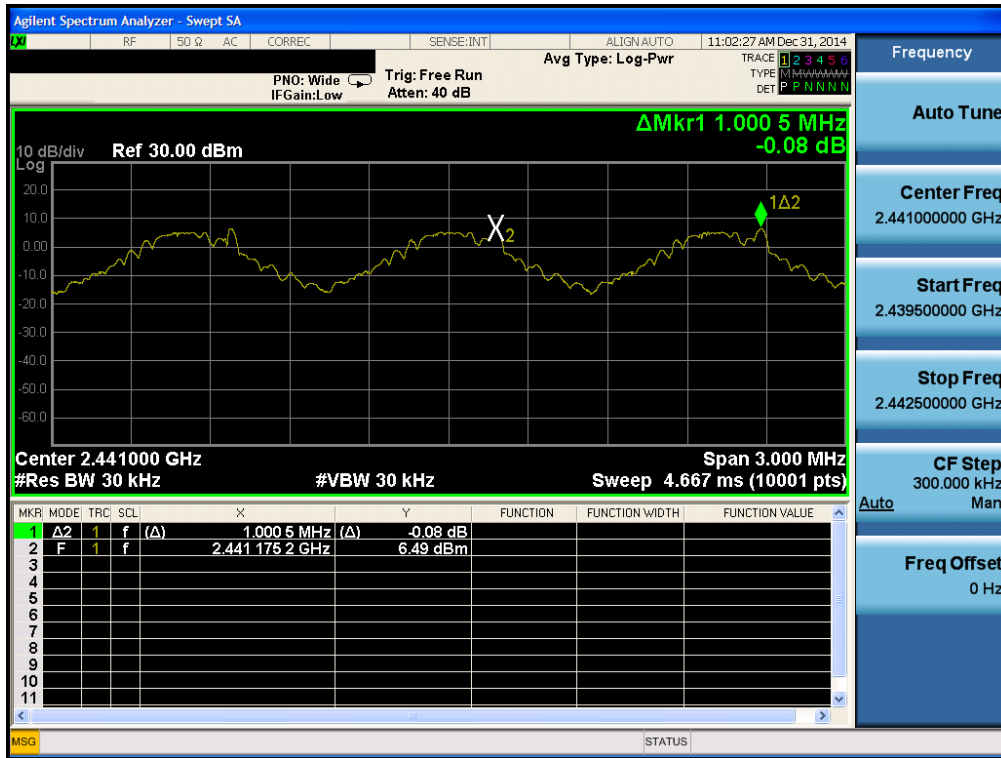 Agilent Spectrum Analyzer - Swept SA
LXI RF 50 Ω AC CORREC SENSE:INT ALIGN AUTO 11:02:27 AM Dec 31, 2014
Avg Type: Log-Pwr
TRACE 1 2 3 4 5 6
PNO: Wide Trig: Free Run
TYPE M M W W W W
IFGain:Low Atten: 40 dB
DET P P N N N N
ΔMkr1 1.000 5 MHz
-0.08 dB
10 dB/div Ref 30.00 dBm
Log
20.0
10.0
0.00
-10.0
-20.0
-30.0
-40.0
-50.0
-60.0
1Δ2
X2
Center 2.441000 GHz Span 3.000 MHz
#Res BW 30 kHz #VBW 30 kHz Sweep 4.667 ms (10001 pts)
MKR MODE TRC SCL X Y FUNCTION FUNCTION WIDTH FUNCTION VALUE
1 Δ2 1 f (Δ) 1.000 5 MHz (Δ) -0.08 dB
2 F 1 f 2.441 175 2 GHz 6.49 dBm
3
4
5
6
7
8
9
10
11
MSG STATUS
Frequency
Auto Tune
Center Freq
2.441000000 GHz
Start Freq
2.439500000 GHz
Stop Freq
2.442500000 GHz
CF Step
300.000 kHz
Auto Man
Freq Offset
0 Hz